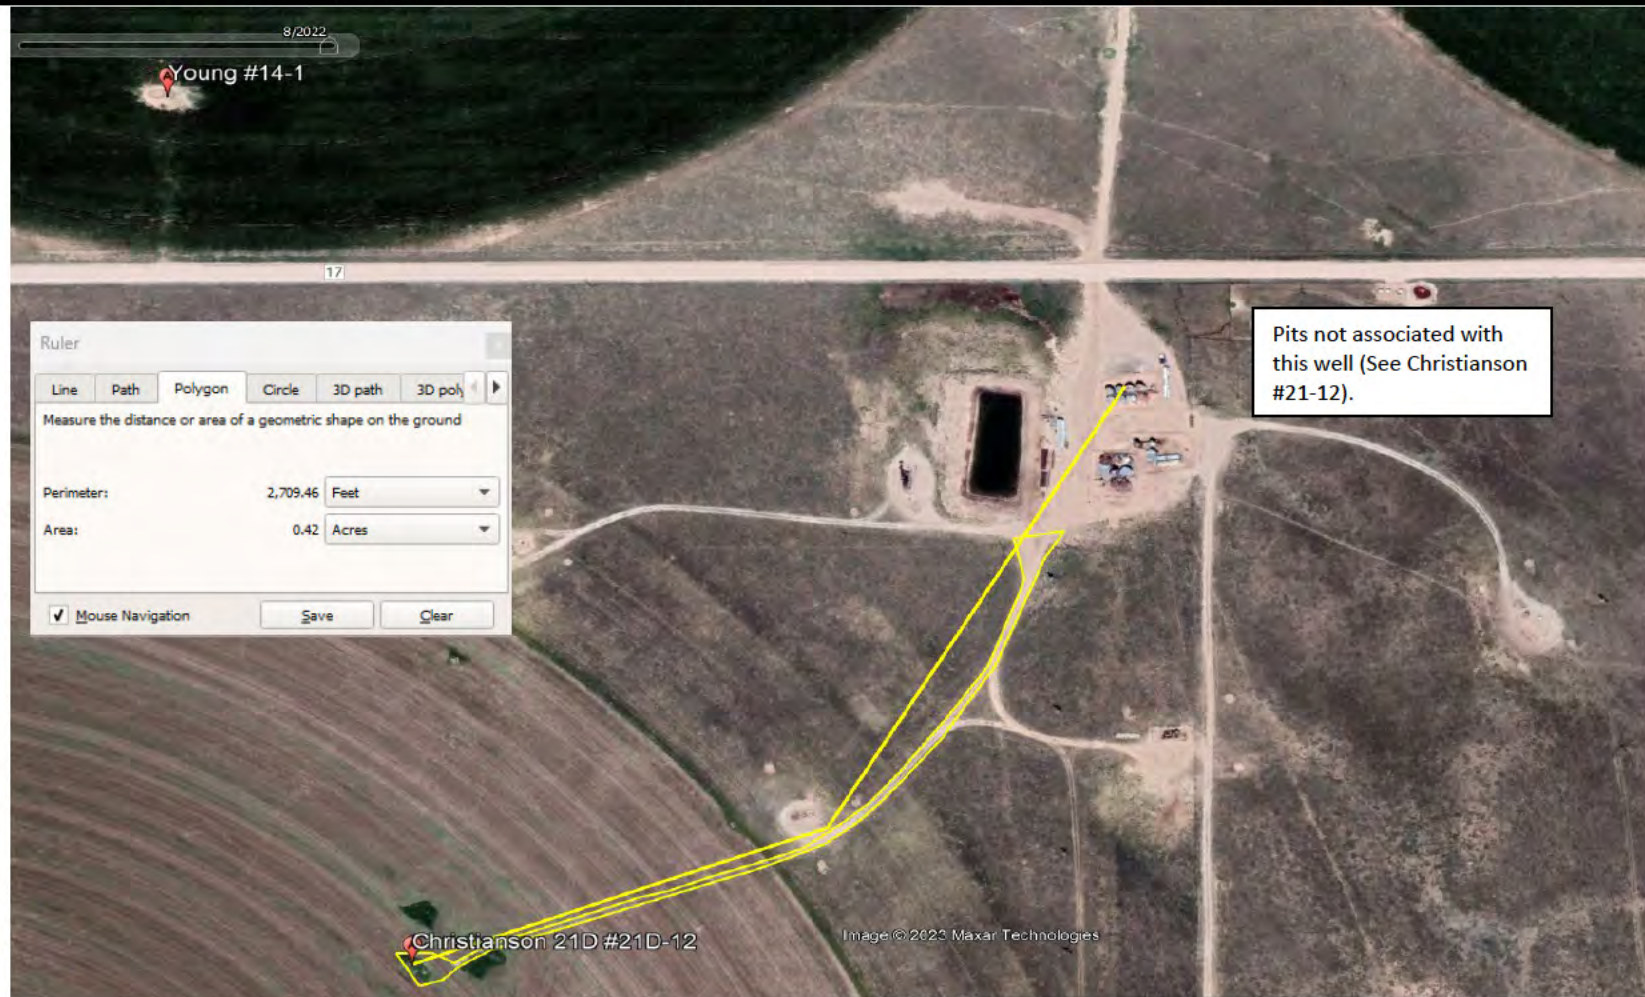 8/2022
Young #14-1
17
Ruler
Line Path Polygon Circle 3D path 3D poly
Measure the distance or area of a geometric shape on the ground
Perimeter: 2,709.46 Feet
Area: 0.42 Acres
Mouse Navigation Save Clear
Pits not associated with
this well (See Christianson
#21-12).
Christianson 21D #21D-12
Image © 2023 Maxar Technologies